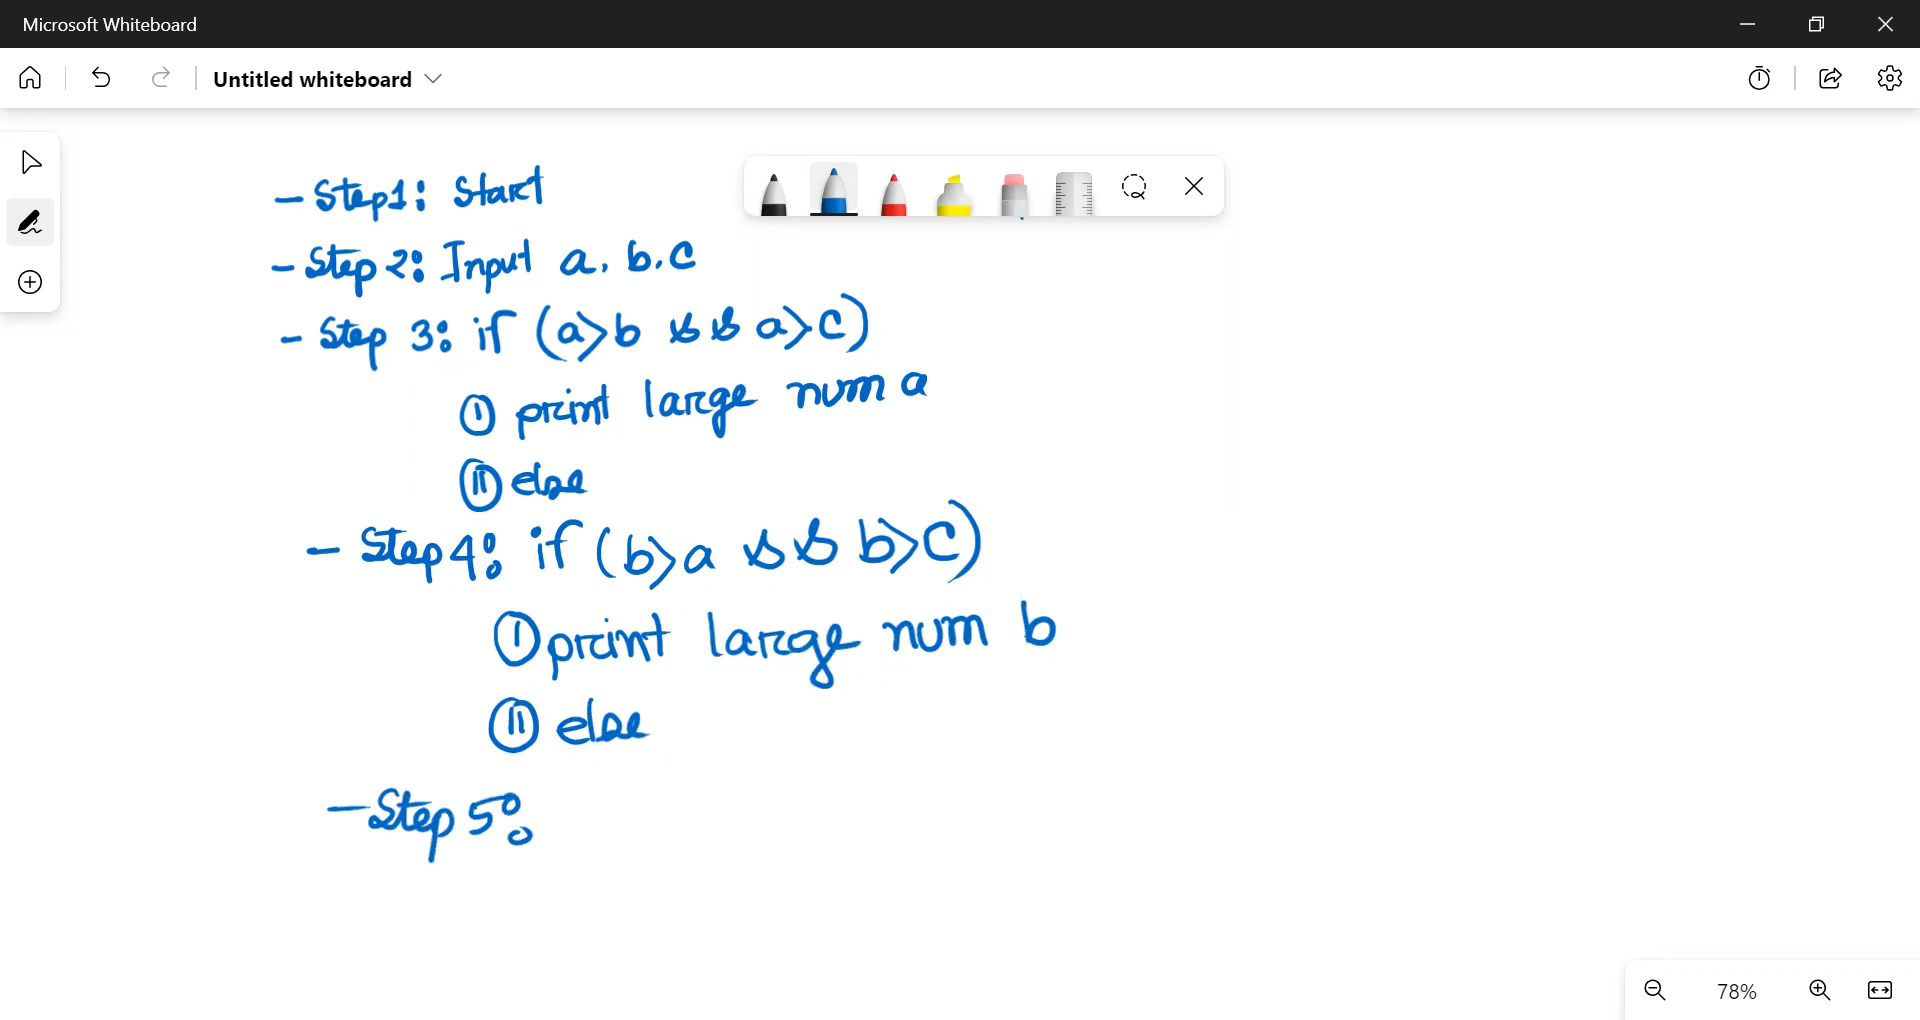 Microsoft Whiteboard
Untitled whiteboard
- Step1: Start
- Step 2: Input a, b, c
- Step 3: if (a>b && a>c)
① print large num a
② else
- Step 4: if (b>a && b>c)
① print large num b
② else
- Step 5:
78%